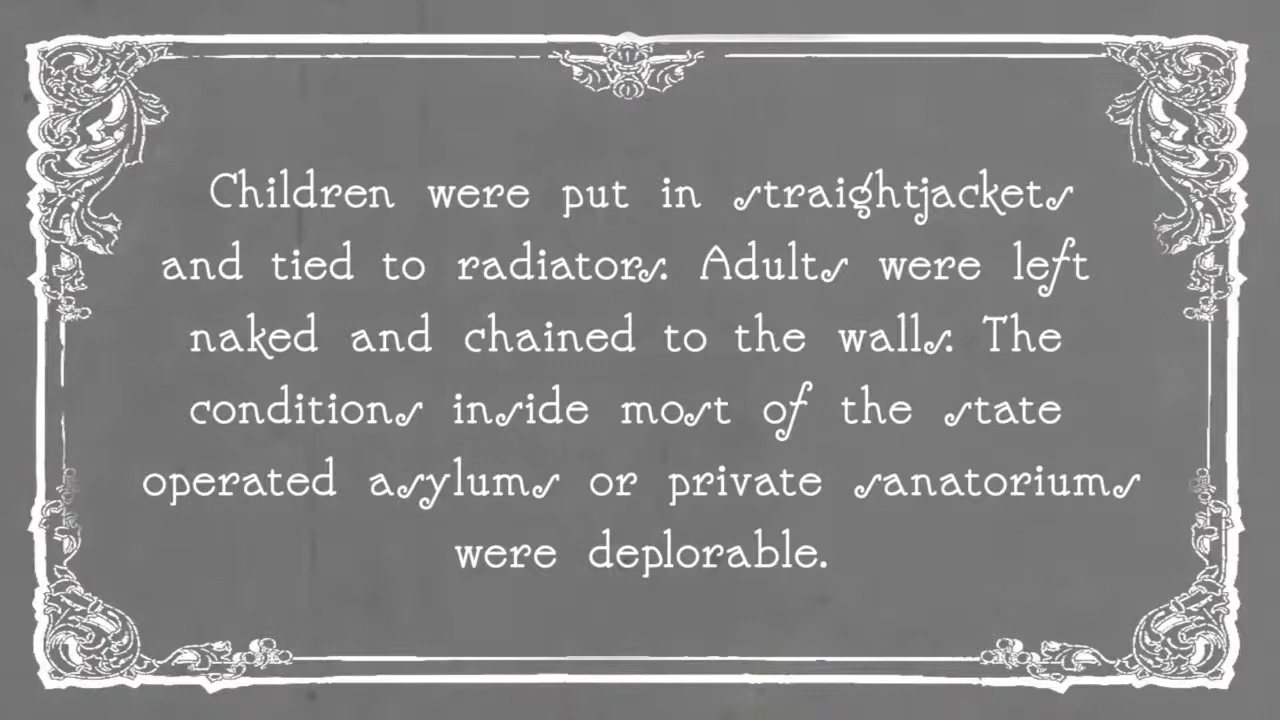 Children were put in straightjackets
and tied to radiators. Adults were left
naked and chained to the walls. The
conditions inside most of the state
operated asylums or private sanatoriums
were deplorable.